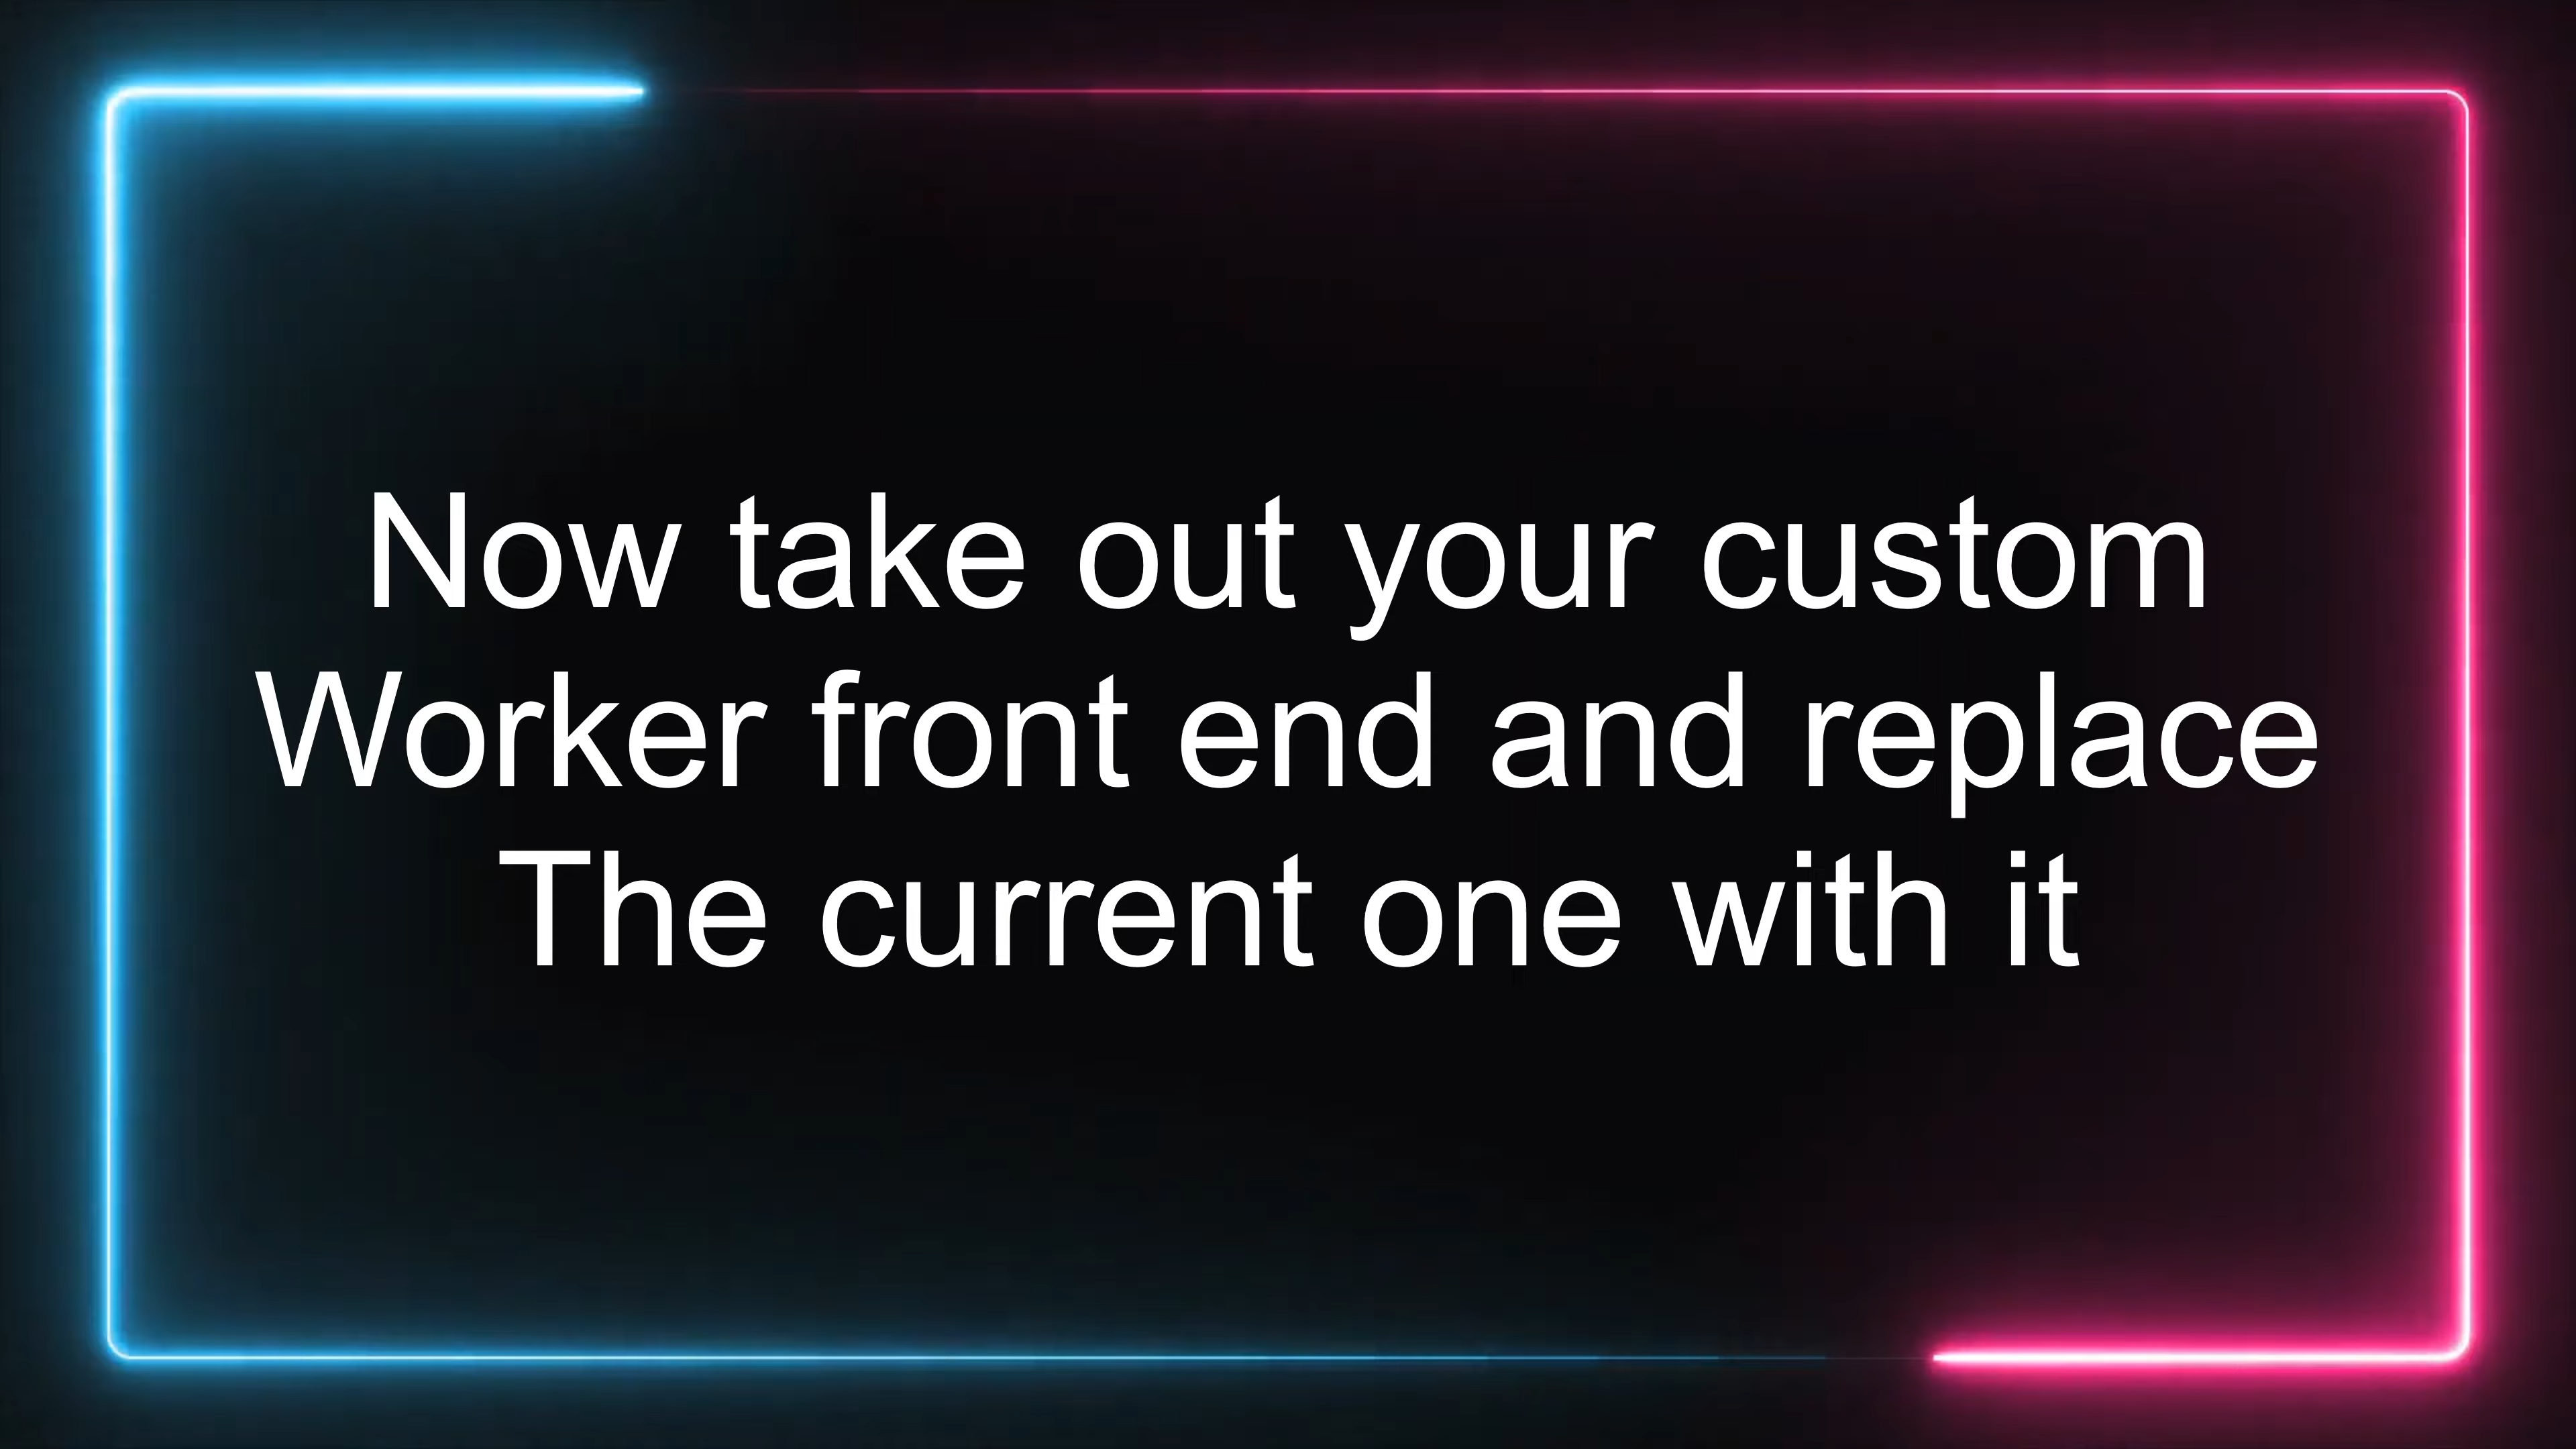 Now take out your custom
Worker front end and replace
The current one with it